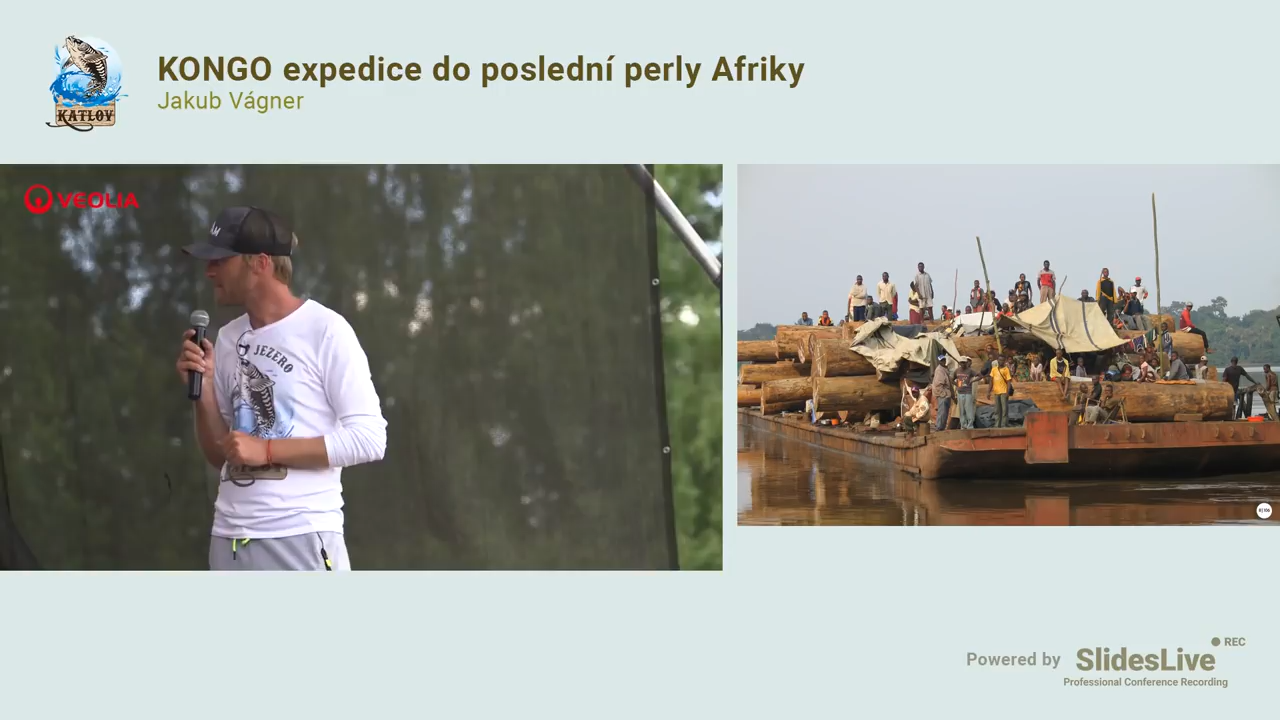 KONGO expedice do poslední perly Afriky
Jakub Vágner
KATLOV
VEOLIA
JEZERO
REC
Powered by SlidesLive
Professional Conference Recording